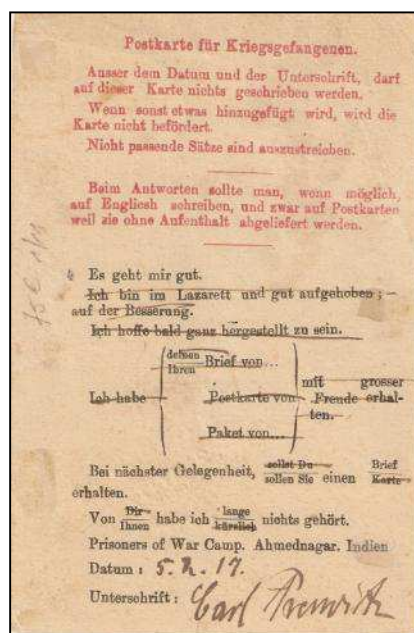 Postkarte für Kriegsgefangenen.
Ausser dem Datum und der Unterschrift, darf
auf dieser Karte nichts geschrieben werden.
Wenn sonst etwas hinzugefügt wird, wird die
Karte nicht befördert.
Nicht passende Sätze sind auszustreichen.
Beim Antworten sollte man, wenn möglich,
auf Englisch schreiben, und zwar auf Postkarten
weil zie ohne Aufenthalt abgeliefert werden.
Es geht mir gut.
Ich bin im Lazarett und gut aufgehoben; —
auf der Besserung.
Ich hoffe bald ganz hergestellt zu sein.
deinen
Ihren
Brief von...
Ich habe
Postkarte von
mit grosser
Freude erhal-
ten.
Paket von...
Bei nächster Gelegenheit, sollst Du Brief
sollen Sie einen Karte
erhalten.
Von Dir habe ich lange nichts gehört.
Ihnen kürzlich
Prisoners of War Camp. Ahmednagar. Indien
Datum : 5.2.17.
Unterschrift : Carl